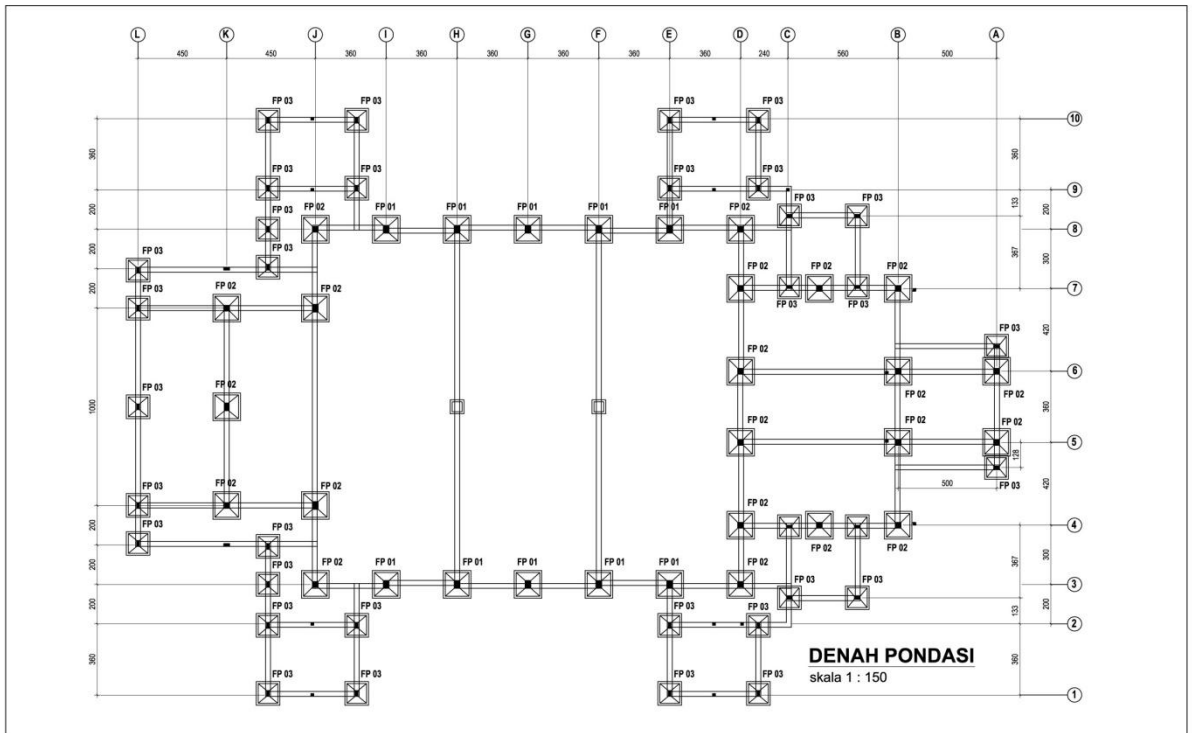 L K J I H G F E D C B A
450 450 360 360 360 360 360 360 240 560 500
FP 03 FP 03 FP 03 FP 03
10
360 360
FP 03 FP 03 FP 03 FP 03
9
FP 03 FP 03
200 133 200
FP 03 FP 02 FP 01 FP 01 FP 01 FP 01 FP 01 FP 02
8
200 367 300
FP 03 FP 03
FP 02 FP 02 FP 02
7
200
FP 03 FP 02 FP 02 FP 03 FP 03
420
FP 03
FP 02
6
FP 02 FP 02
1000 360
FP 03 FP 02
FP 02 FP 02 FP 02
5
128
500
FP 03
420
FP 03 FP 02 FP 02 FP 02
4
200
FP 02 FP 02
FP 03 FP 03
200 367 300
FP 03 FP 02 FP 01 FP 01 FP 01 FP 01 FP 01 FP 02
3
FP 03 FP 03
200 133 200
FP 03 FP 03 FP 03 FP 03
2
360 360
DENAH PONDASI
skala 1 : 150
FP 03 FP 03 FP 03 FP 03
1